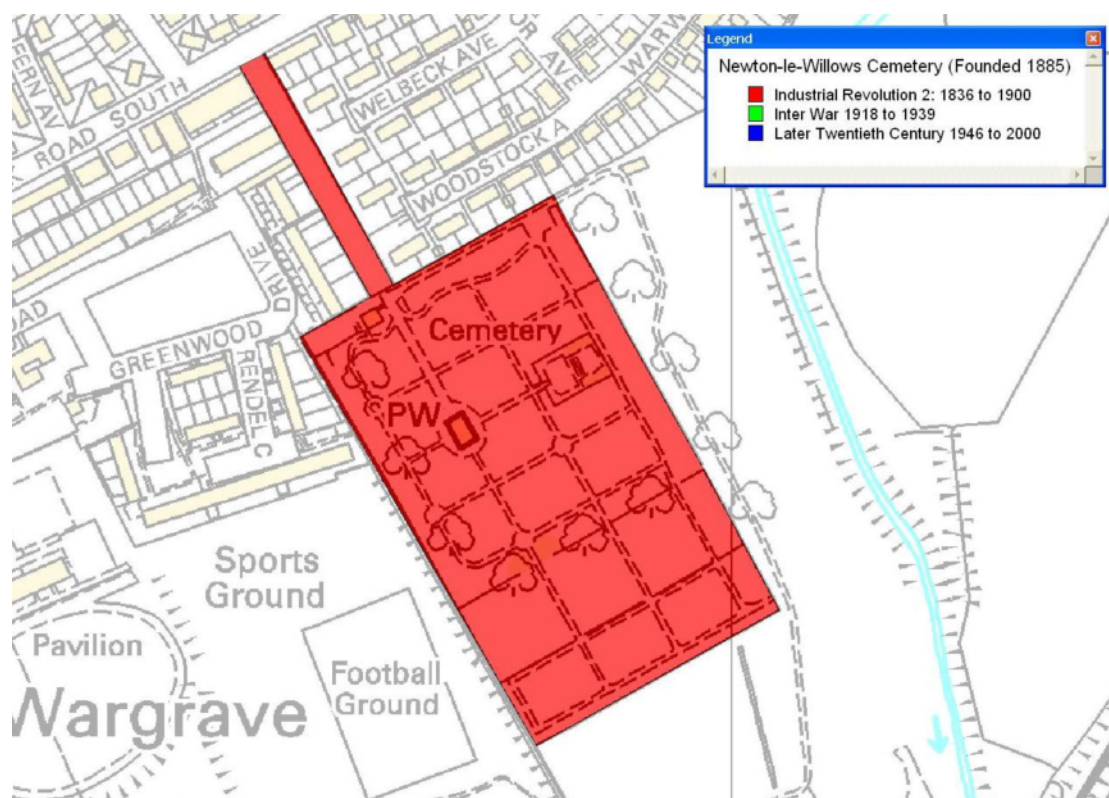 Legend
Newton-le-Willows Cemetery (Founded 1885)
Industrial Revolution 2: 1836 to 1900
Inter War 1918 to 1939
Later Twentieth Century 1946 to 2000
ROAD SOUTH
WELBECK AVE
WOODSTOCK A
DRIVE
GREENWOOD
RENDEL C
Cemetery
PW
Sports
Ground
Pavilion
Football
Ground
Wargrave